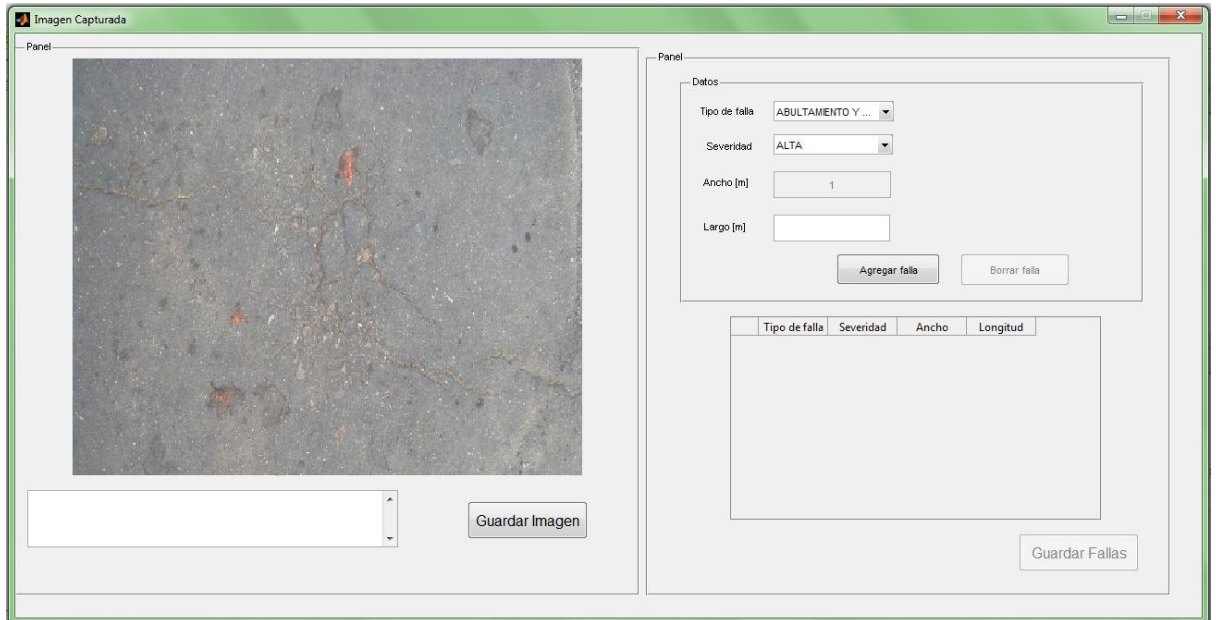 Imagen Capturada
Panel
Guardar Imagen
Panel
Datos
Tipo de falla ABULTAMIENTO Y ...
Severidad ALTA
Ancho [m] 1
Largo [m]
Agregar falla Borrar falla
Tipo de falla Severidad Ancho Longitud
Guardar Fallas